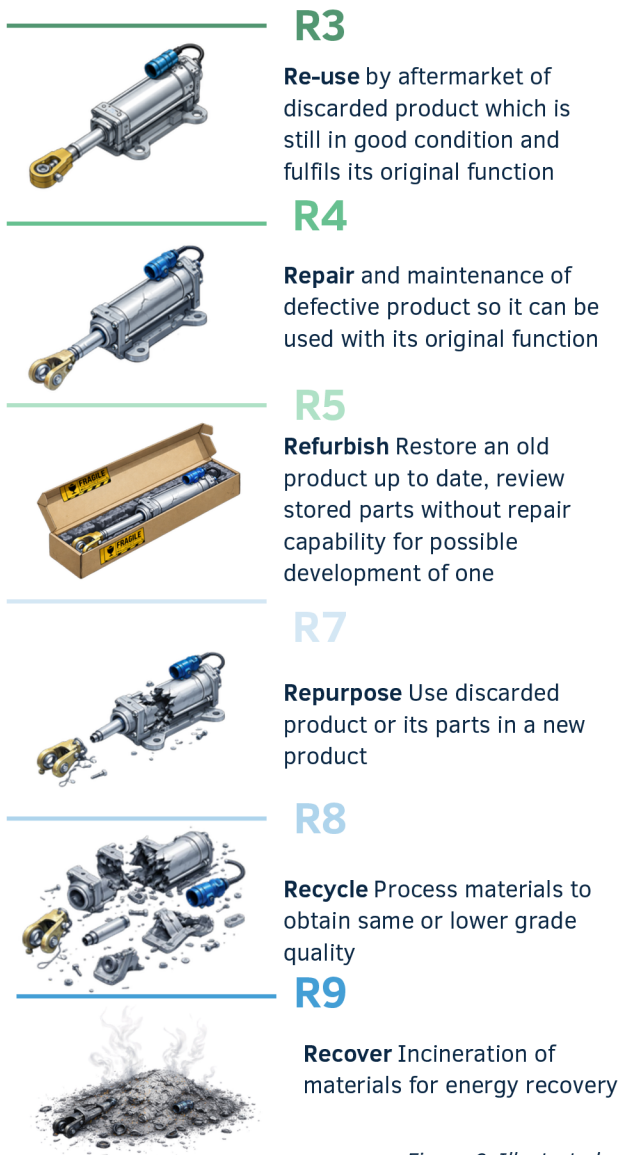 R3
Re-use by aftermarket of
discarded product which is
still in good condition and
fulfils its original function
R4
Repair and maintenance of
defective product so it can be
used with its original function
R5
Refurbish Restore an old
product up to date, review
stored parts without repair
capability for possible
development of one
FRAGILE
FRAGILE
R7
Repurpose Use discarded
product or its parts in a new
product
R8
Recycle Process materials to
obtain same or lower grade
quality
R9
Recover Incineration of
materials for energy recovery